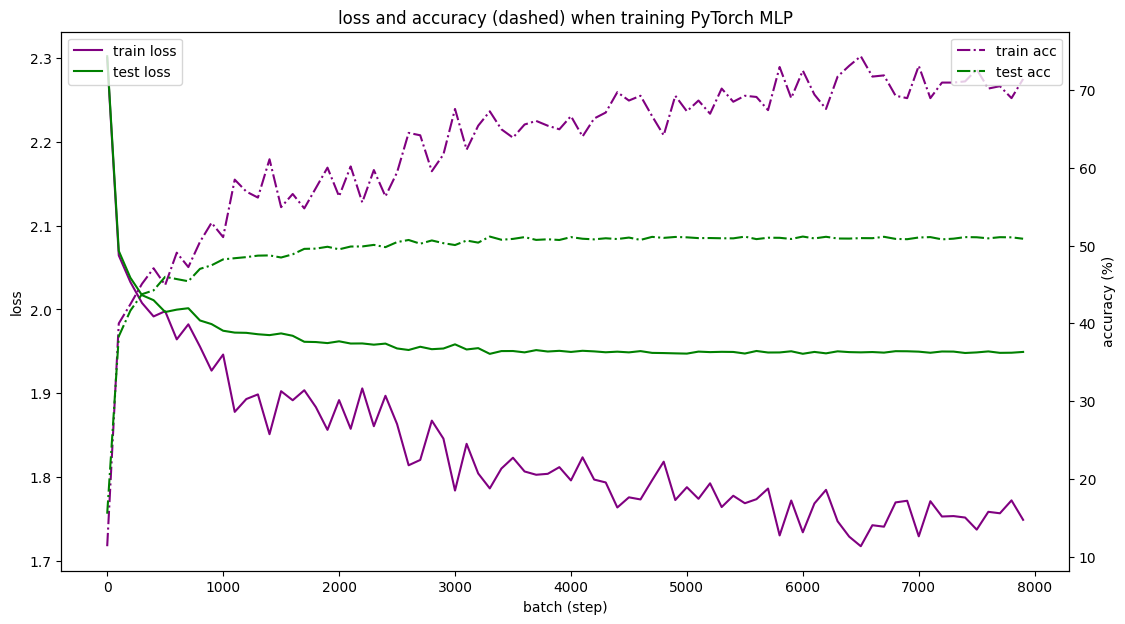 loss and accuracy (dashed) when training PyTorch MLP
train loss
test loss
train acc
test acc
2.3
2.2
2.1
2.0
1.9
1.8
1.7
loss
70
60
50
40
30
20
10
accuracy (%)
0 1000 2000 3000 4000 5000 6000 7000 8000
batch (step)